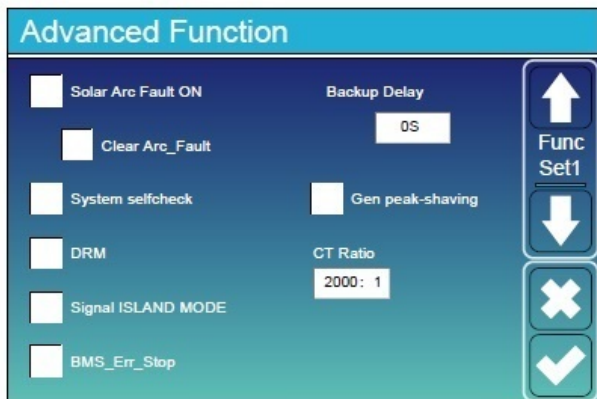 Advanced Function
Solar Arc Fault ON
Backup Delay
0S
Clear Arc_Fault
Func
Set1
System selfcheck
Gen peak-shaving
DRM
CT Ratio
2000: 1
Signal ISLAND MODE
BMS_Err_Stop